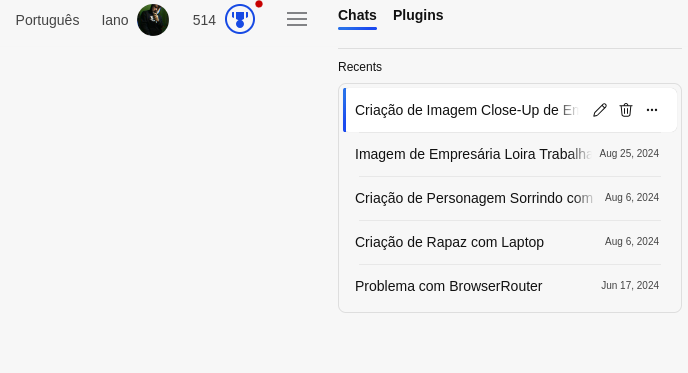 Português Iano 514
Chats Plugins
Recents
Criação de Imagem Close-Up de
Imagem de Empresária Loira Aug 25, 2024
Criação de Personagem Sorrindo com Aug 6, 2024
Criação de Rapaz com Laptop Aug 6, 2024
Problema com BrowserRouter Jun 17, 2024